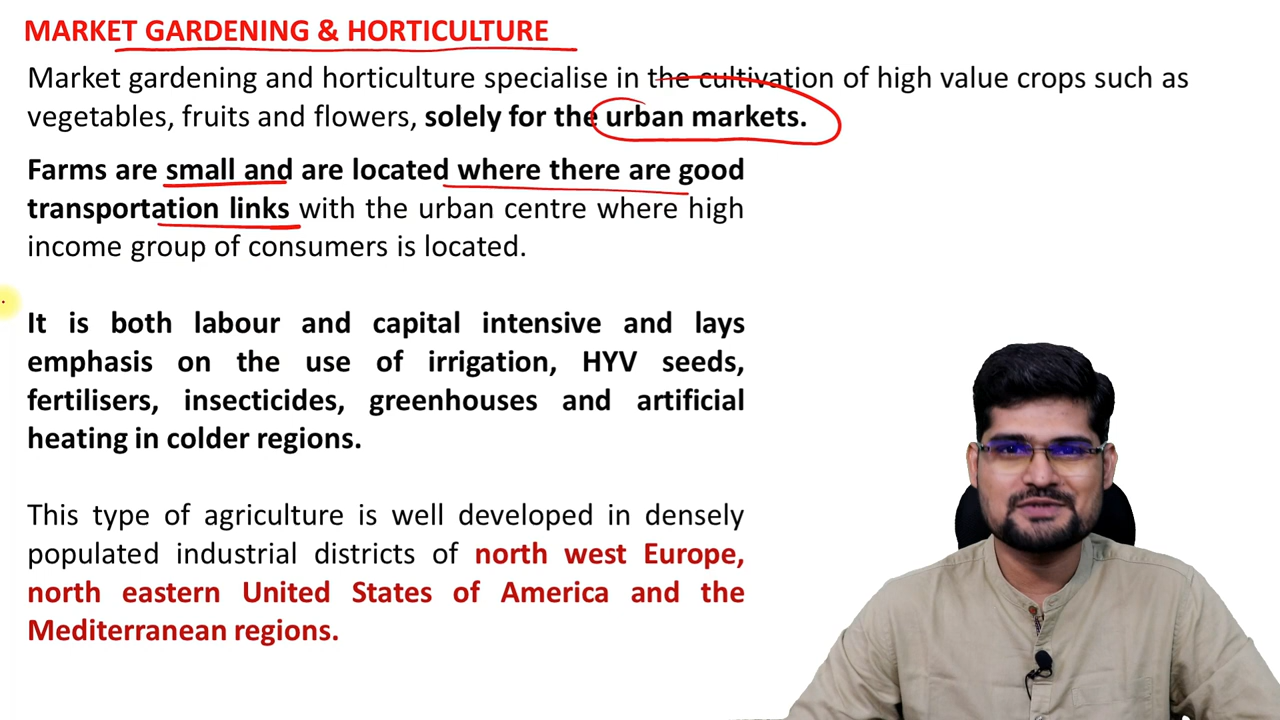 MARKET GARDENING & HORTICULTURE
Market gardening and horticulture specialise in the cultivation of high value crops such as
vegetables, fruits and flowers, solely for the urban markets.
Farms are small and are located where there are good
transportation links with the urban centre where high
income group of consumers is located.
It is both labour and capital intensive and lays
emphasis on the use of irrigation, HYV seeds,
fertilisers, insecticides, greenhouses and artificial
heating in colder regions.
This type of agriculture is well developed in densely
populated industrial districts of north west Europe,
north eastern United States of America and the
Mediterranean regions.